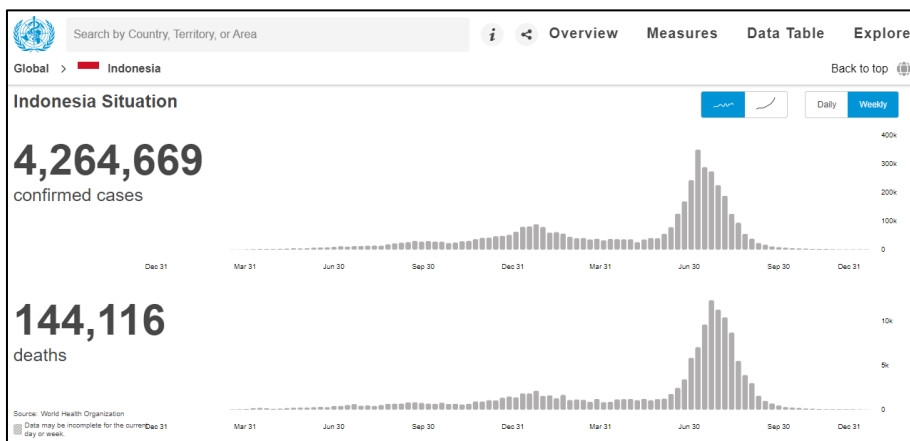 Search by Country, Territory, or Area
i
Overview Measures Data Table Explore
Global > Indonesia
Back to top
Indonesia Situation
Daily Weekly
4,264,669
confirmed cases
400k
300k
200k
100k
0
Dec 31 Mar 31 Jun 30 Sep 30 Dec 31 Mar 31 Jun 30 Sep 30 Dec 31
144,116
deaths
10k
5k
0
Source: World Health Organization
Data may be incomplete for the current
day or week.
Dec 31 Mar 31 Jun 30 Sep 30 Dec 31 Mar 31 Jun 30 Sep 30 Dec 31